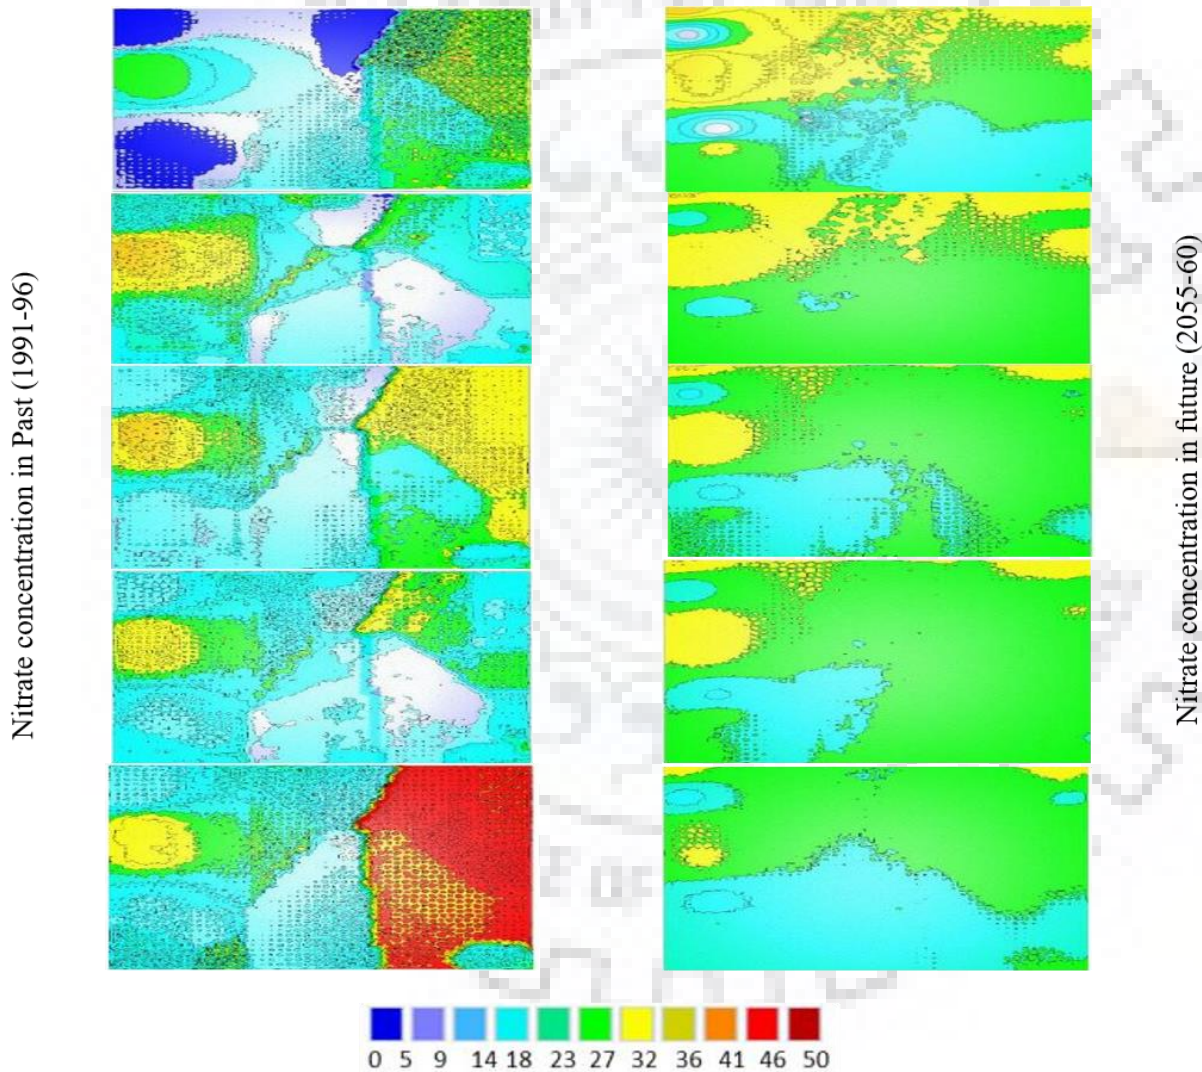 Nitrate concentration in Past (1991-96)
Nitrate concentration in future (2055-60)
0 5 9 14 18 23 27 32 36 41 46 50